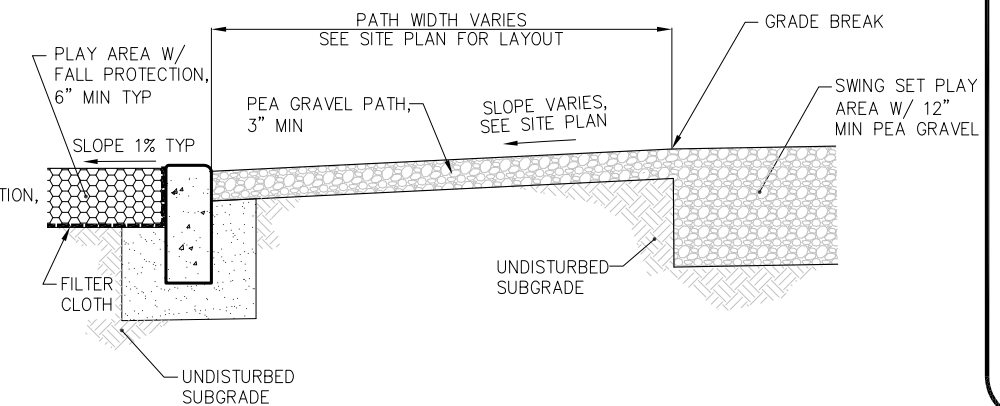 PATH WIDTH VARIES
SEE SITE PLAN FOR LAYOUT
GRADE BREAK
PLAY AREA W/
FALL PROTECTION,
6" MIN TYP
SLOPE 1% TYP
PEA GRAVEL PATH,
3" MIN
SLOPE VARIES,
SEE SITE PLAN
SWING SET PLAY
AREA W/ 12"
MIN PEA GRAVEL
TION,
FILTER
CLOTH
UNDISTURBED
SUBGRADE
UNDISTURBED
SUBGRADE